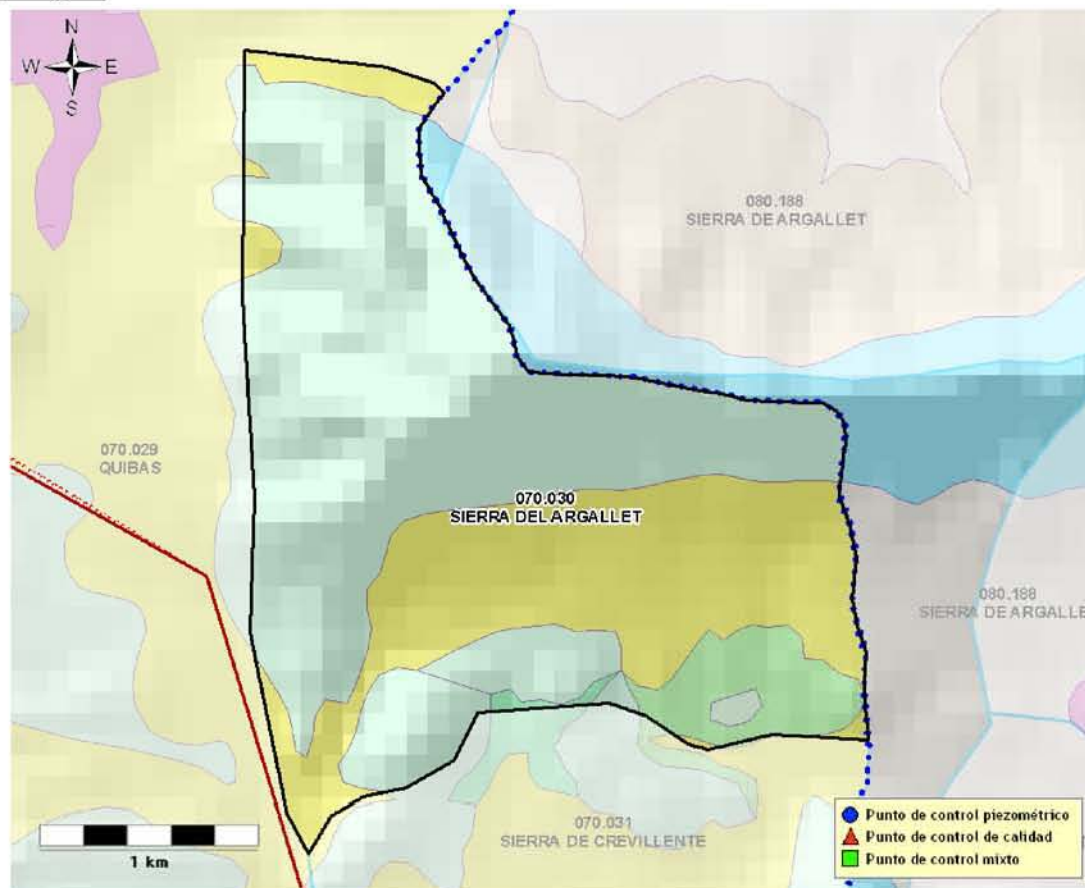 N
W E
S
080.188
SIERRA DE ARGALLET
070.029
QUIBAS
070.030
SIERRA DEL ARGALLET
080.188
SIERRA DE ARGALLE
070.031
SIERRA DE CREVILLENTE
1 km
Punto de control piezométrico
Punto de control de calidad
Punto de control mixto